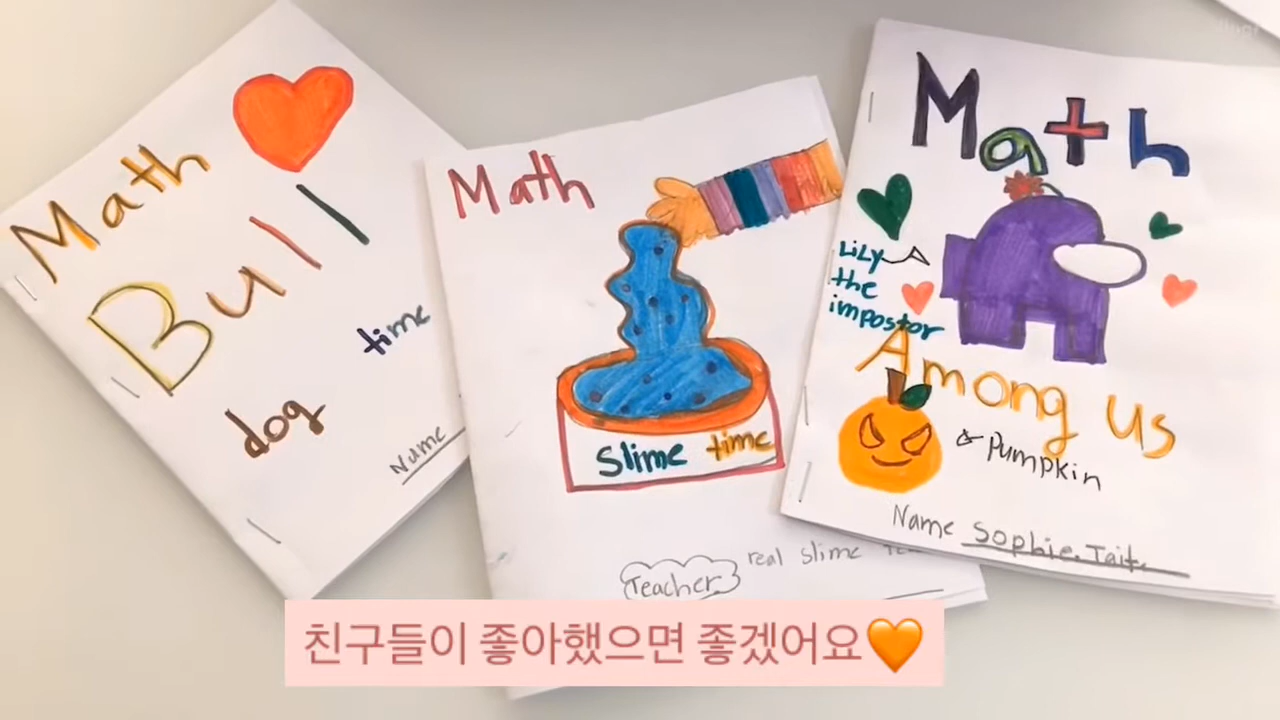 Math
Bull
dog
time
Name
Math
Slime time
Teacher
real slime
Math
Lily
the
impostor
Among Us
& Pumpkin
Name Sophie. Tait.
친구들이 좋아했으면 좋겠어요🧡